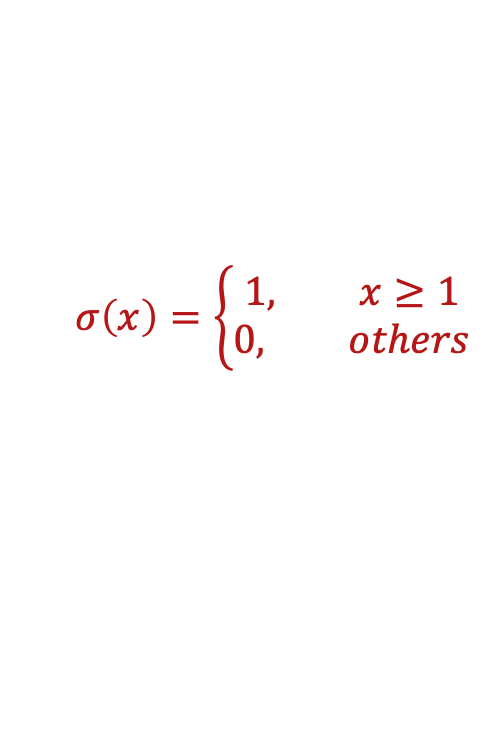 σ(x) = { 1, x ≥ 1
0, others